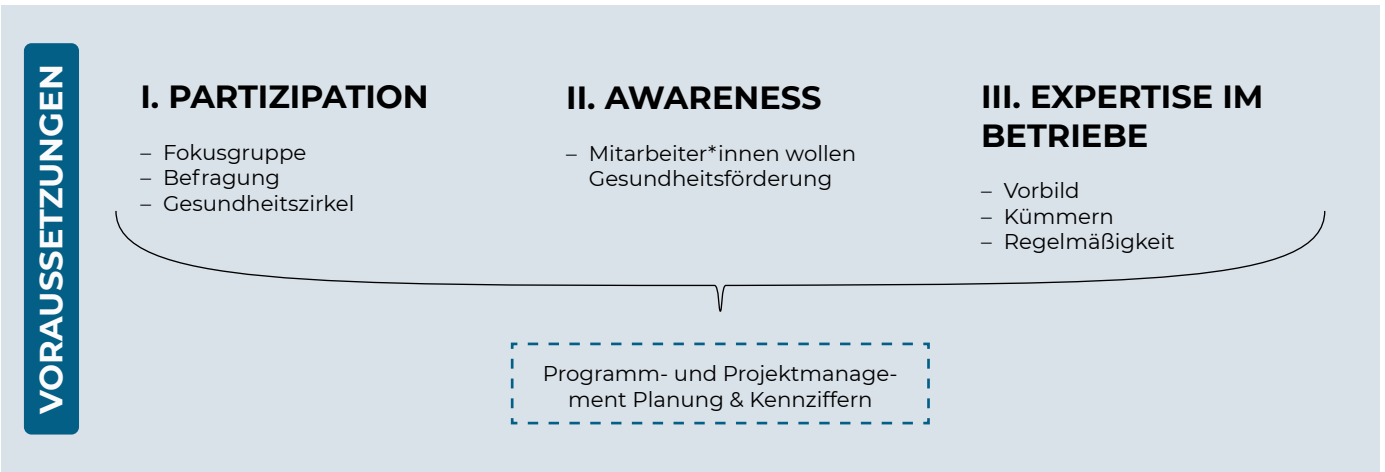 VORAUSSETZUNGEN
I. PARTIZIPATION
– Fokusgruppe
– Befragung
– Gesundheitszirkel
II. AWARENESS
– Mitarbeiter*innen wollen
Gesundheitsförderung
III. EXPERTISE IM
BETRIEBE
– Vorbild
– Kümmern
– Regelmäßigkeit
Programm- und Projektmanage-
ment Planung & Kennziffern